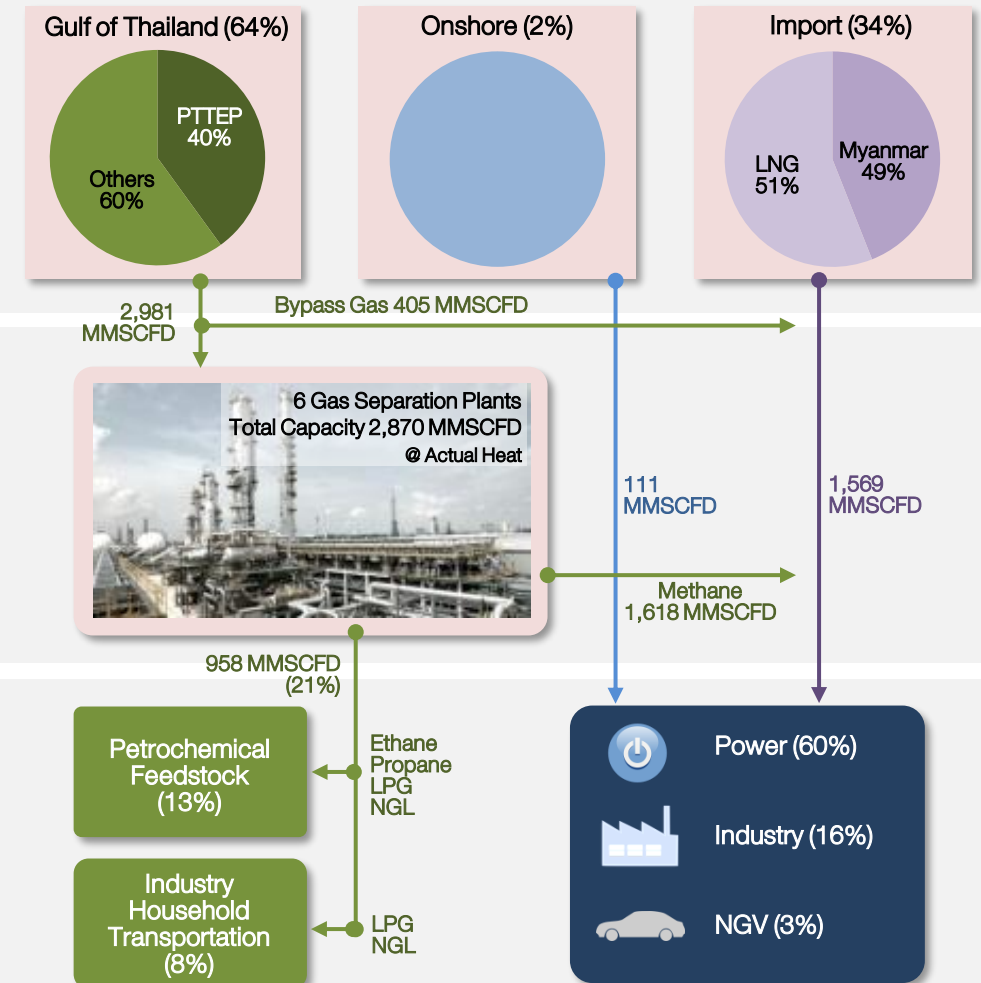 Gulf of Thailand (64%)
PTTEP
40%
Others
60%
Onshore (2%)
Import (34%)
LNG
51%
Myanmar
49%
2,981
MMSCFD
Bypass Gas 405 MMSCFD
6 Gas Separation Plants
Total Capacity 2,870 MMSCFD
@ Actual Heat
111
MMSCFD
1,569
MMSCFD
Methane
1,618 MMSCFD
958 MMSCFD
(21%)
Petrochemical
Feedstock
(13%)
Ethane
Propane
LPG
NGL
Industry
Household
Transportation
(8%)
LPG
NGL
Power (60%)
Industry (16%)
NGV (3%)